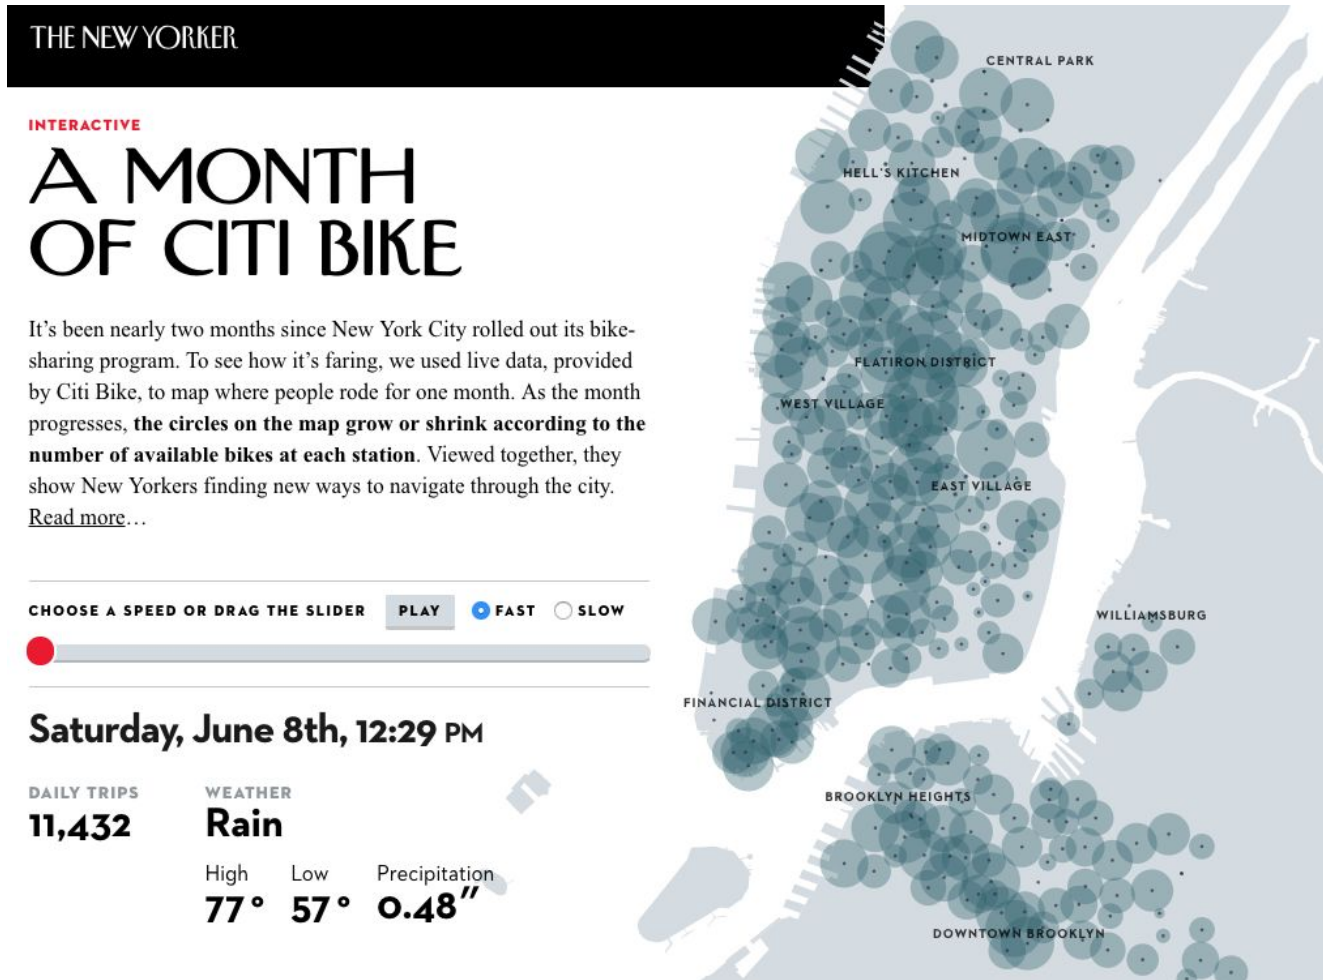 THE NEW YORKER
INTERACTIVE
A MONTH
OF CITI BIKE
It’s been nearly two months since New York City rolled out its bike-
sharing program. To see how it’s faring, we used live data, provided
by Citi Bike, to map where people rode for one month. As the month
progresses, the circles on the map grow or shrink according to the
number of available bikes at each station. Viewed together, they
show New Yorkers finding new ways to navigate through the city.
Read more…
CHOOSE A SPEED OR DRAG THE SLIDER PLAY FAST SLOW
Saturday, June 8th, 12:29 PM
DAILY TRIPS WEATHER
11,432 Rain
High Low Precipitation
77° 57° 0.48″
CENTRAL PARK
HELL'S KITCHEN
MIDTOWN EAST
FLATIRON DISTRICT
WEST VILLAGE
EAST VILLAGE
WILLIAMSBURG
FINANCIAL DISTRICT
BROOKLYN HEIGHTS
DOWNTOWN BROOKLYN